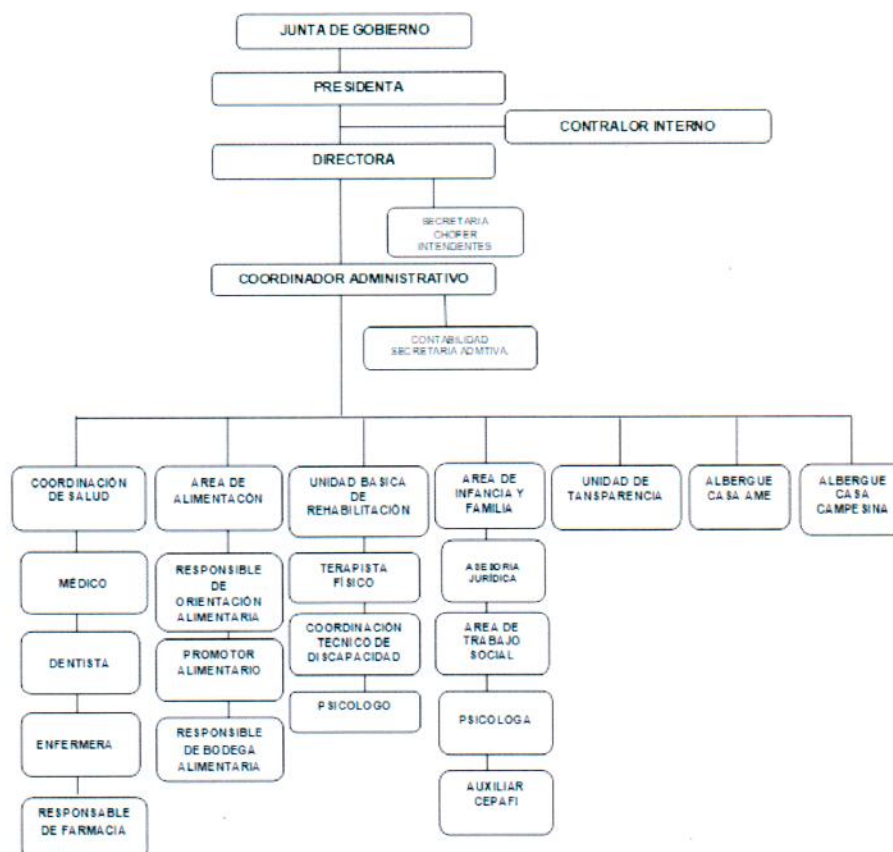 JUNTA DE GOBIERNO
PRESIDENTA
CONTRALOR INTERNO
DIRECTORA
SECRETARIA
CHOFER
INTENDENTES
COORDINADOR ADMINISTRATIVO
CONTABILIDAD
SECRETARIA ADMTIVA.
COORDINACIÓN
DE SALUD
AREA DE
ALIMENTACÓN
UNIDAD BASICA
DE
REHABILITACIÓN
AREA DE
INFANCIA Y
FAMILIA
UNIDAD DE
TANSPARENCIA
ALBERGUE
CASA AME
ALBERGUE
CASA
CAMPESINA
MÉDICO
DENTISTA
ENFERMERA
RESPONSABLE
DE FARMACIA
RESPONSIBLE
DE
ORIENTACIÓN
ALIMENTARIA
PROMOTOR
ALIMENTARIO
RESPONSIBLE
DE BODEGA
ALIMENTARIA
TERAPISTA
FÍSICO
COORDINACIÓN
TECNICO DE
DISCAPACIDAD
PSICOLOGO
ASESORIA
JURÍDICA
AREA DE
TRABAJO
SOCIAL
PSICOLOGA
AUXILIAR
CEPAFI